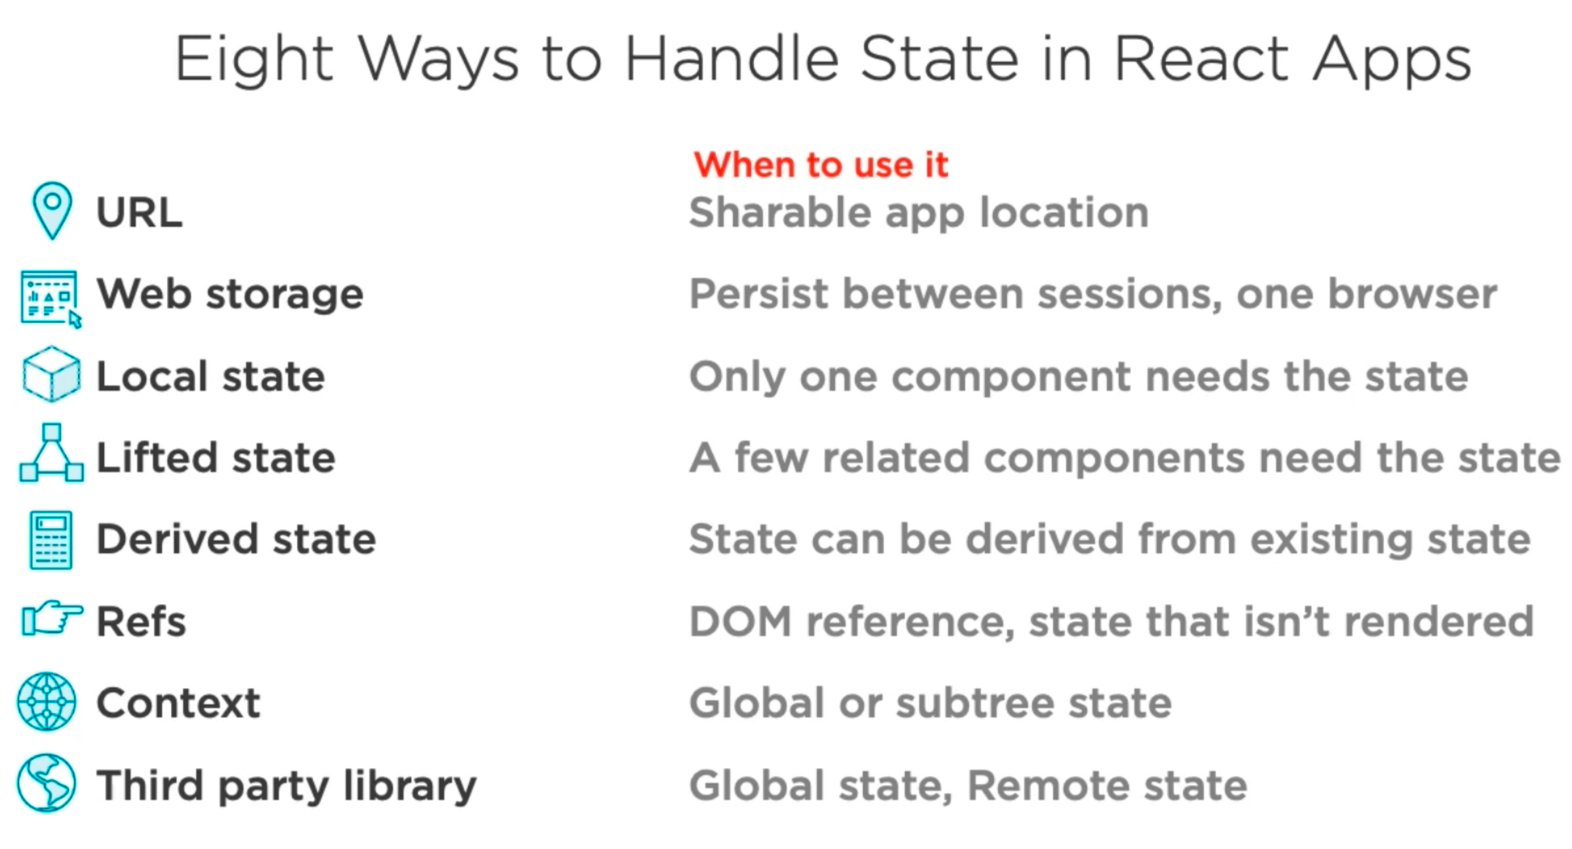 Eight Ways to Handle State in React Apps
When to use it
URL Sharable app location
Web storage Persist between sessions, one browser
Local state Only one component needs the state
Lifted state A few related components need the state
Derived state State can be derived from existing state
Refs DOM reference, state that isn’t rendered
Context Global or subtree state
Third party library Global state, Remote state